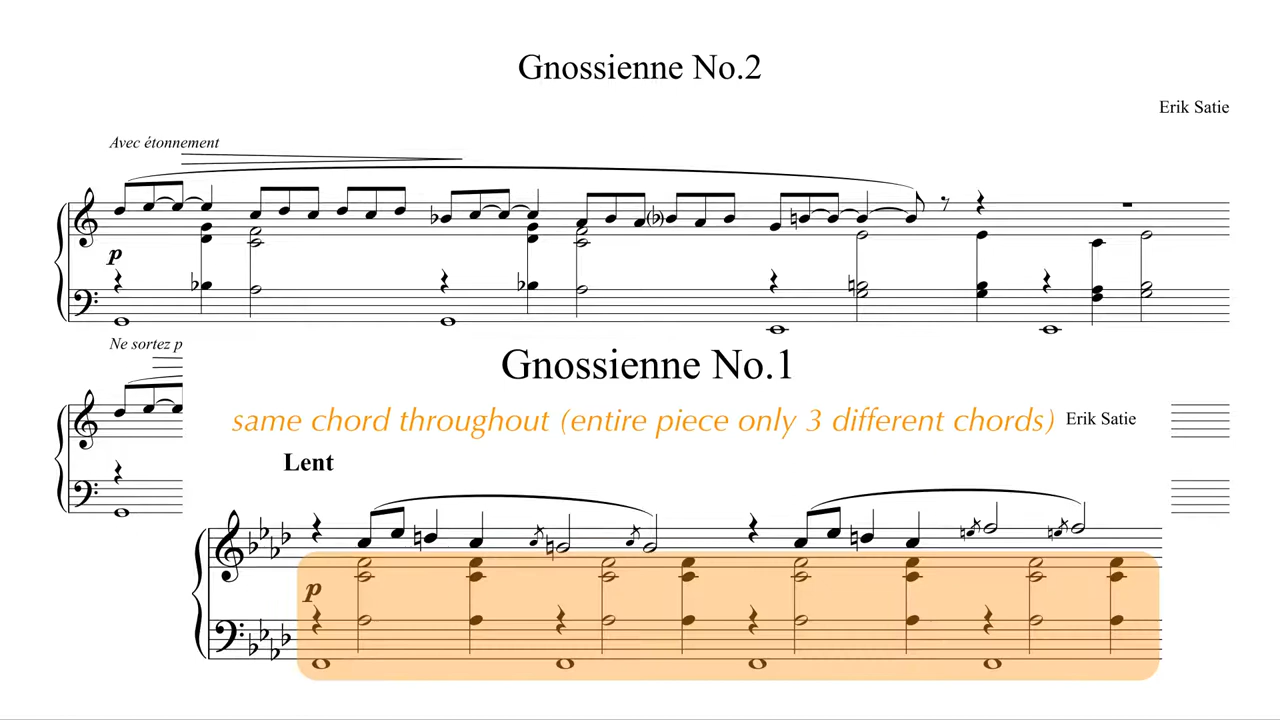 Gnossienne No.2
Erik Satie
Avec étonnement
p
Ne sortez p
Gnossienne No.1
same chord throughout (entire piece only 3 different chords)
Erik Satie
Lent
p